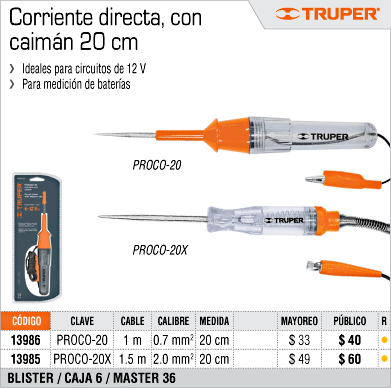 Corriente directa, con
caimán 20 cm
TRUPER
Ideales para circuitos de 12 V
Para medición de baterías
TRUPER
PROCO-20
TRUPER
PROCO-20X
CÓDIGO CLAVE CABLE CALIBRE MEDIDA MAYOREO PÚBLICO R
13986 PROCO-20 1 m 0.7 mm² 20 cm $ 33 $ 40
13985 PROCO-20X 1.5 m 2.0 mm² 20 cm $ 49 $ 60
BLISTER / CAJA 6 / MASTER 36